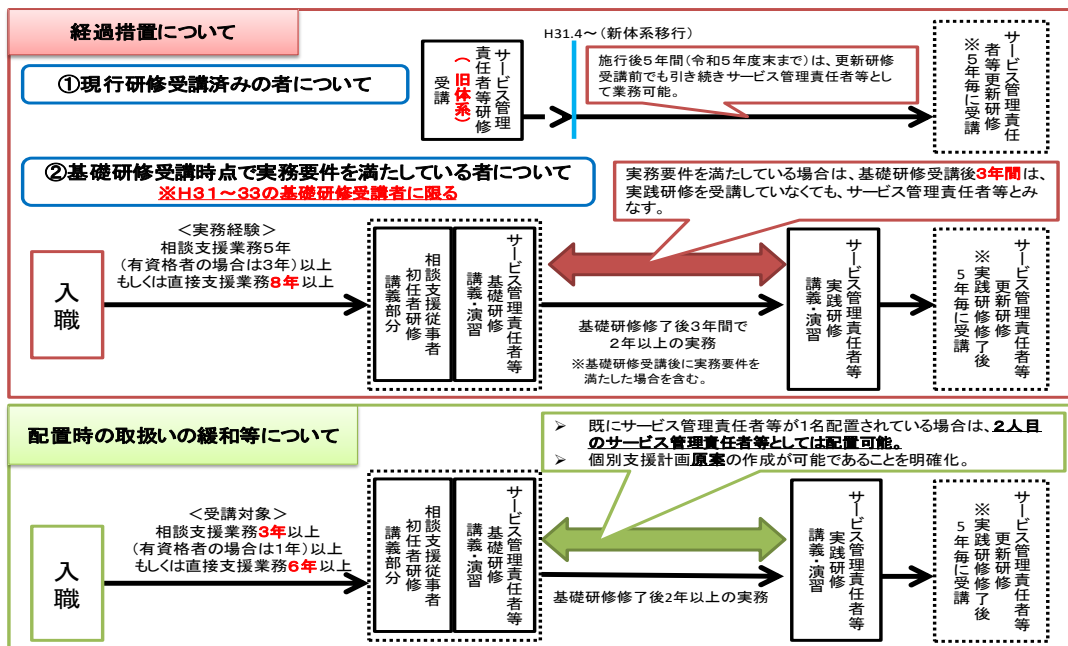 経過措置について
H31.4～（新体系移行）
①現行研修受講済みの者について
サービス管理
責任者等研修
（旧体系）
受講
施行後５年間（令和５年度末まで）は、更新研修
受講前でも引き続きサービス管理責任者等とし
て業務可能。
サービス管理責任
者等更新研修
※５年毎に受講
②基礎研修受講時点で実務要件を満たしている者について
※H31～33の基礎研修受講者に限る
実務要件を満たしている場合は、基礎研修受講後3年間は、
実践研修を受講していなくても、サービス管理責任者等とみ
なす。
入職
＜実務経験＞
相談支援業務5年
(有資格者の場合は3年）以上
もしくは直接支援業務8年以上
相談支援従事者
初任者研修
講義部分
サービス管理責任者等
基礎研修
講義・演習
基礎研修修了後３年間で
２年以上の実務
※基礎研修受講後に実務要件を
満たした場合を含む。
サービス管理責任者等
実践研修
講義・演習
サービス管理責任者等
更新研修
※実践研修修了後
５年毎に受講
配置時の取扱いの緩和等について
➢ 既にサービス管理責任者等が1名配置されている場合は、２人目
のサービス管理責任者等としては配置可能。
➢ 個別支援計画原案の作成が可能であることを明確化。
入職
＜受講対象＞
相談支援業務3年以上
(有資格者の場合は1年）以上
もしくは直接支援業務6年以上
相談支援従事者
初任者研修
講義部分
サービス管理責任者等
基礎研修
講義・演習
基礎研修修了後2年以上の実務
サービス管理責任者等
実践研修
講義・演習
サービス管理責任者等
更新研修
※実践研修修了後
５年毎に受講